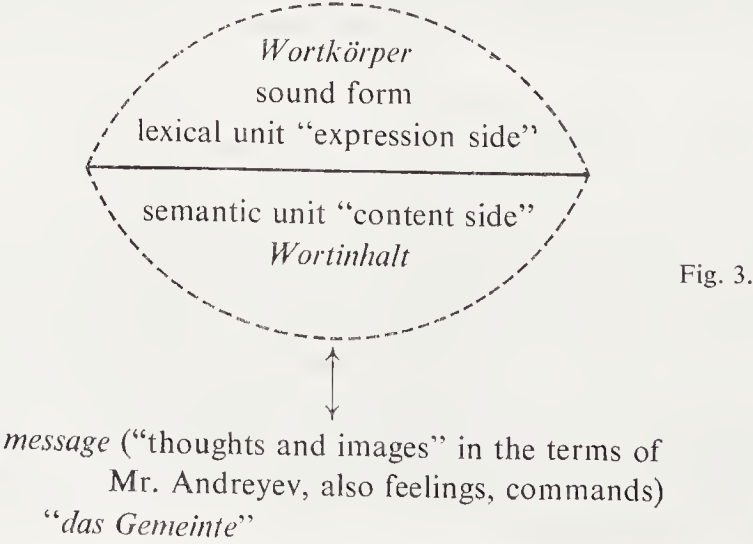 Wortkörper
sound form
lexical unit “expression side”
semantic unit “content side”
Wortinhalt
Fig. 3.
message (“thoughts and images” in the terms of
Mr. Andreyev, also feelings, commands)
“das Gemeinte”